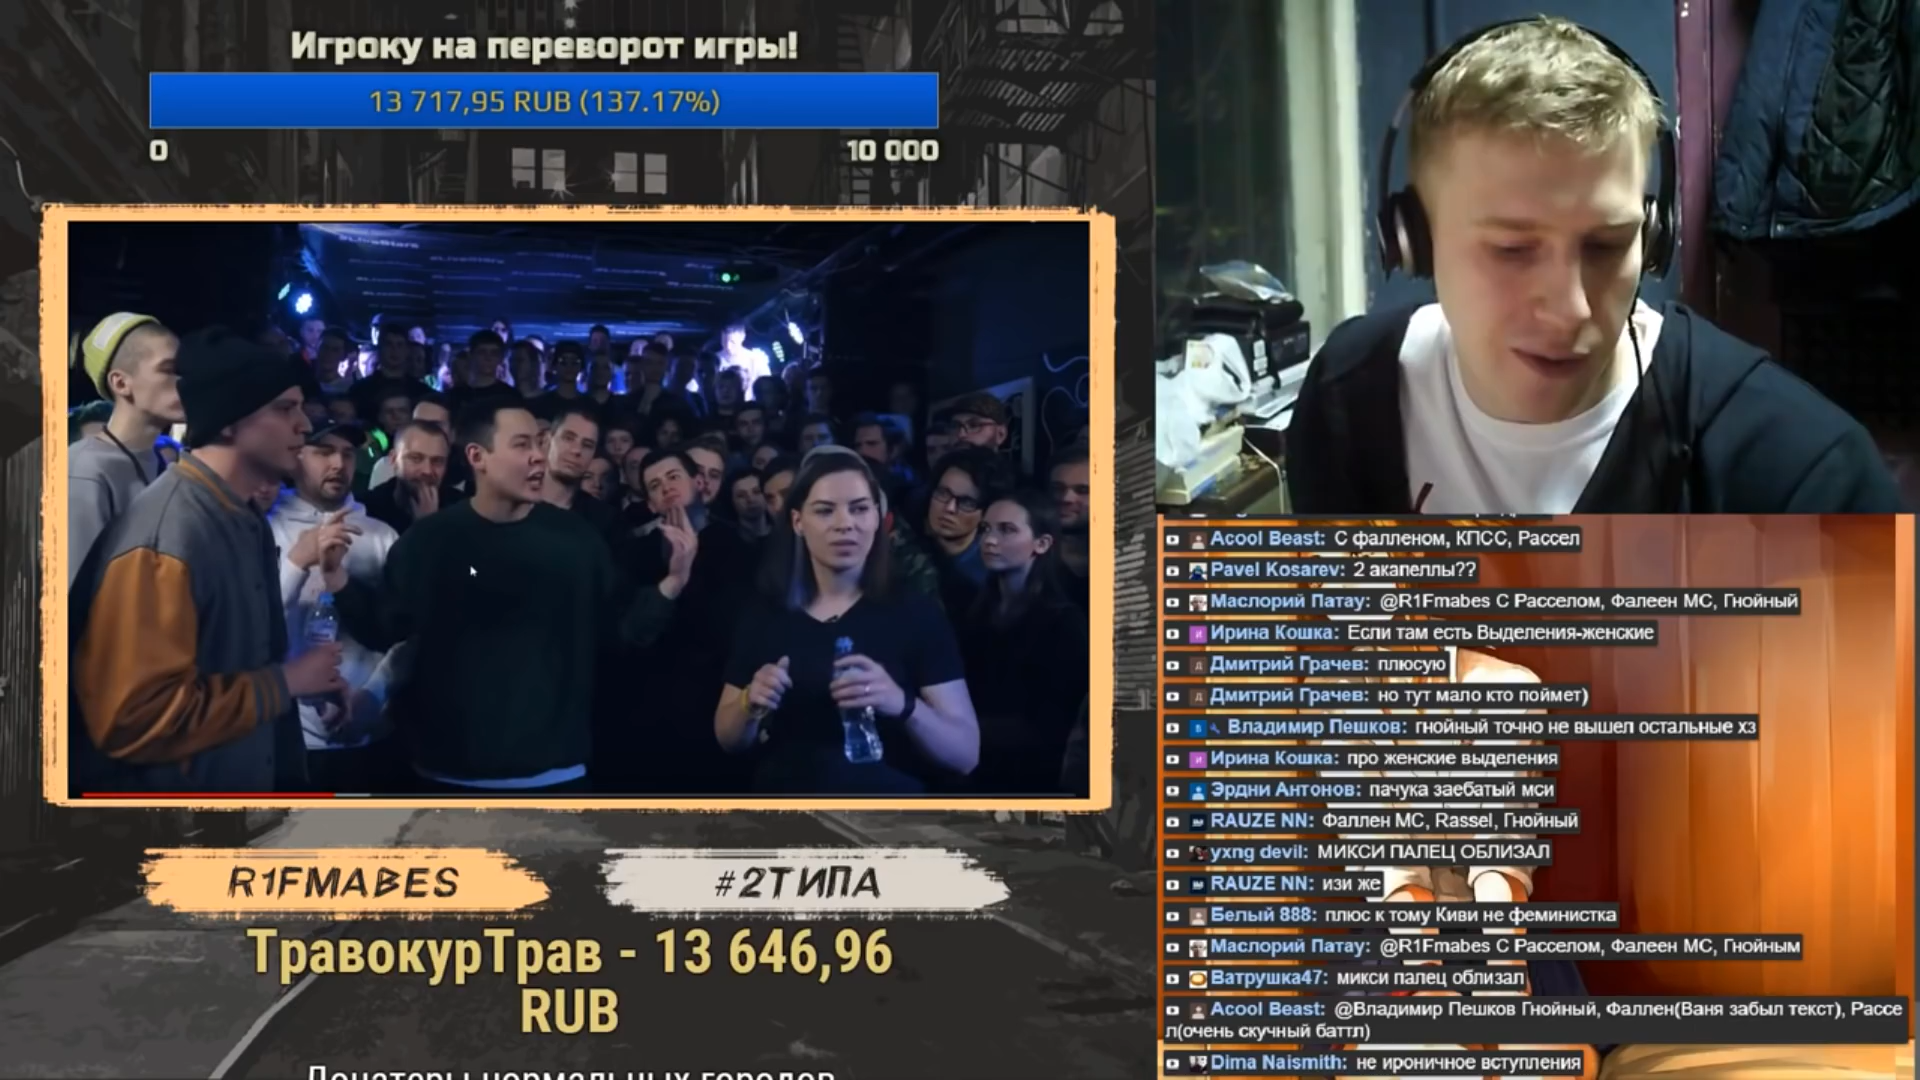 Игроку на переворот игры!
13 717,95 RUB (137.17%)
0
10 000
R1FMABES
#2ТИПА
ТравокурТрав - 13 646,96
RUB
Донатеры нормальных городов
Acool Beast: С фалленом, КПСС, Рассел
Pavel Kosarev: 2 акапеллы??
Маслорий Патау: @R1Fmabes С Расселом, Фалеен МС, Гнойный
Ирина Кошка: Если там есть Выделения-женские
Дмитрий Грачев: плюсую
Дмитрий Грачев: но тут мало кто поймет)
Владимир Пешков: гнойный точно не вышел остальные хз
Ирина Кошка: про женские выделения
Эрдни Антонов: пачука заебатый мси
RAUZE NN: Фаллен МС, Rassel, Гнойный
yxng devil: МИКСИ ПАЛЕЦ ОБЛИЗАЛ
RAUZE NN: изи же
Белый 888: плюс к тому Киви не феминистка
Маслорий Патау: @R1Fmabes С Расселом, Фалеен МС, Гнойным
Ватрушка47: микси палец облизал
Acool Beast: @Владимир Пешков Гнойный, Фаллен(Ваня забыл текст), Рассе
л(очень скучный баттл)
Dima Naismith: не ироничное вступления